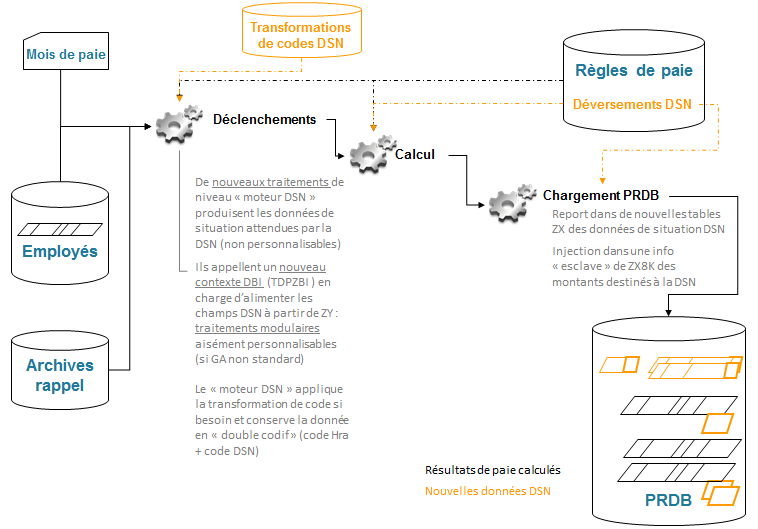 Transformations
de codes DSN
Mois de paie
Règles de paie
Déversements DSN
Déclenchements
Calcul
De nouveaux traitements de
niveau « moteur DSN »
produisent les données de
situation attendues par la
DSN (non personnalisables)
Chargement PRDB
Report dans de nouvelles tables
ZX des données de situation DSN
Injection dans une info
« esclave » de ZX8K des
montants destinés à la DSN
Employés
Ils appellent un nouveau
contexte DBI (TDPZBI ) en
charge d’alimenter les
champs DSN à partir de ZY :
traitements modulaires
aisément personnalisables
(si GA non standard)
Archives
rappel
Le « moteur DSN » applique
la transformation de code si
besoin et conserve la donnée
en « double codif » (code Hra
+ code DSN)
Résultats de paie calculés
Nouvelles données DSN
PRDB